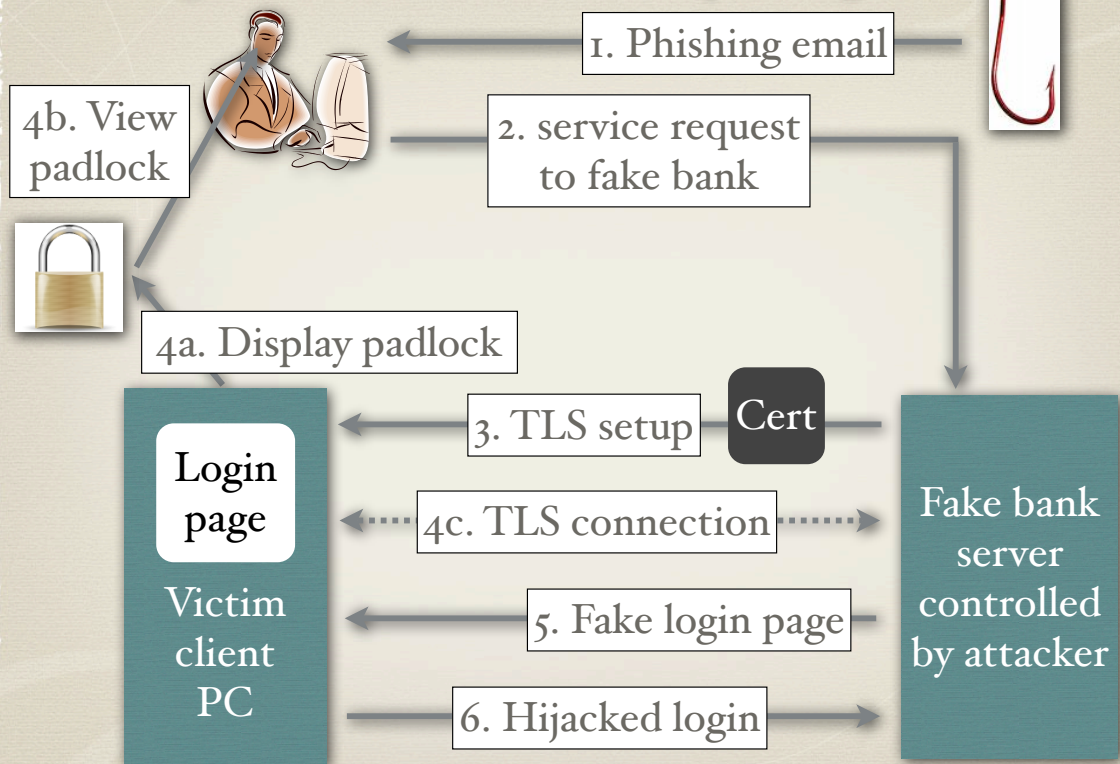 1. Phishing email
4b. View
padlock
2. service request
to fake bank
4a. Display padlock
3. TLS setup
Cert
Login
page
4c. TLS connection
Fake bank
server
controlled
by attacker
Victim
client
PC
5. Fake login page
6. Hijacked login